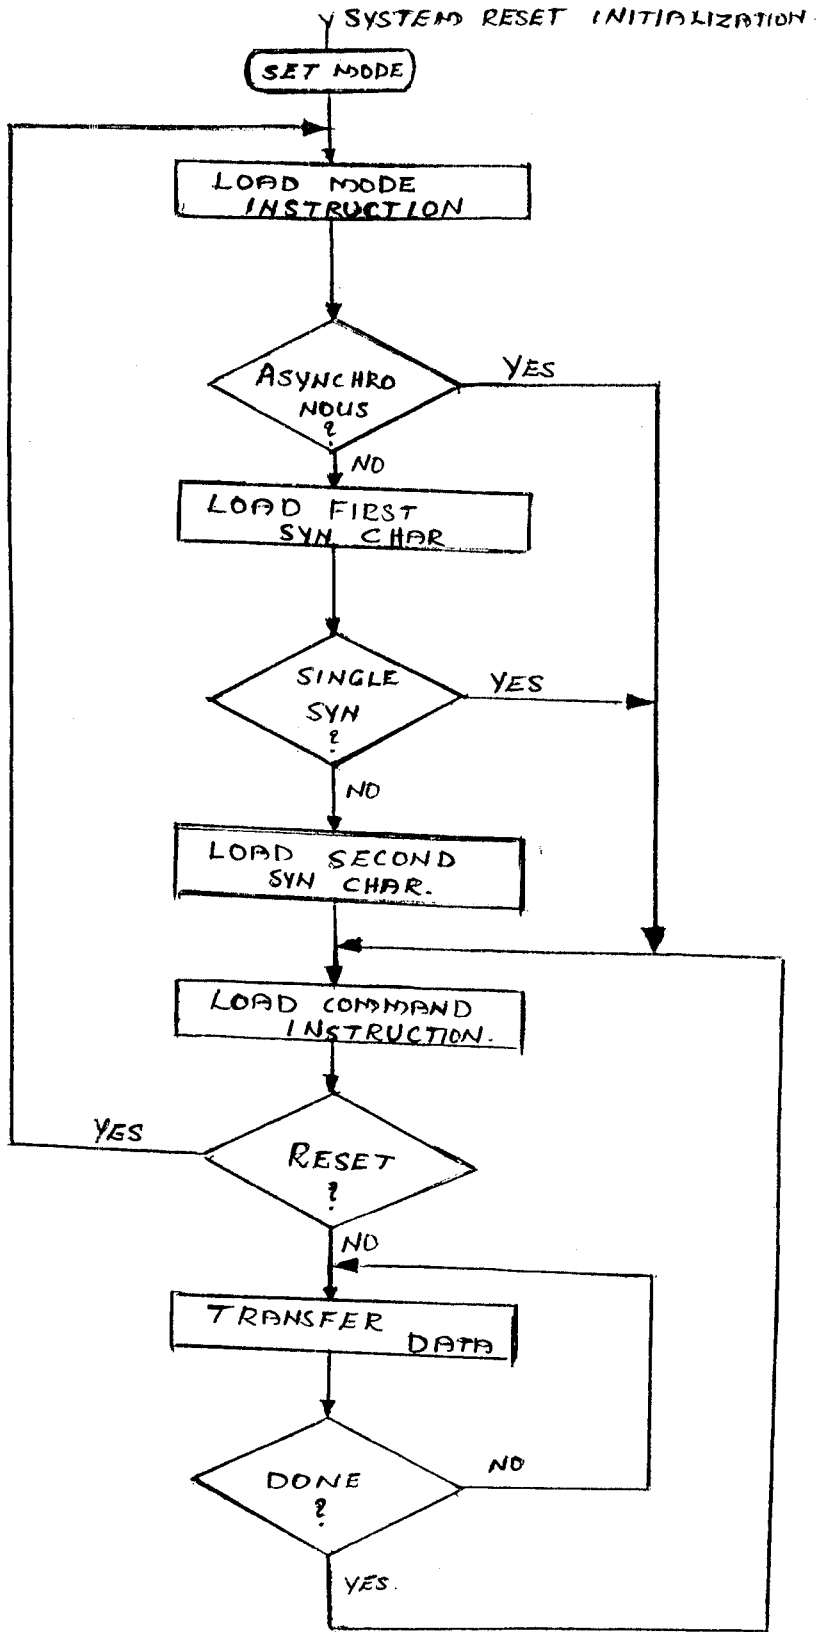 SYSTEM RESET INITIALIZATION.
SET MODE
LOAD MODE
INSTRUCTION
ASYNCHRO
NOUS
?
YES
NO
LOAD FIRST
SYN CHAR
SINGLE
SYN
?
YES
NO
LOAD SECOND
SYN CHAR.
LOAD COMMAND
INSTRUCTION.
YES
RESET
?
NO
TRANSFER
DATA
DONE
?
NO
YES.